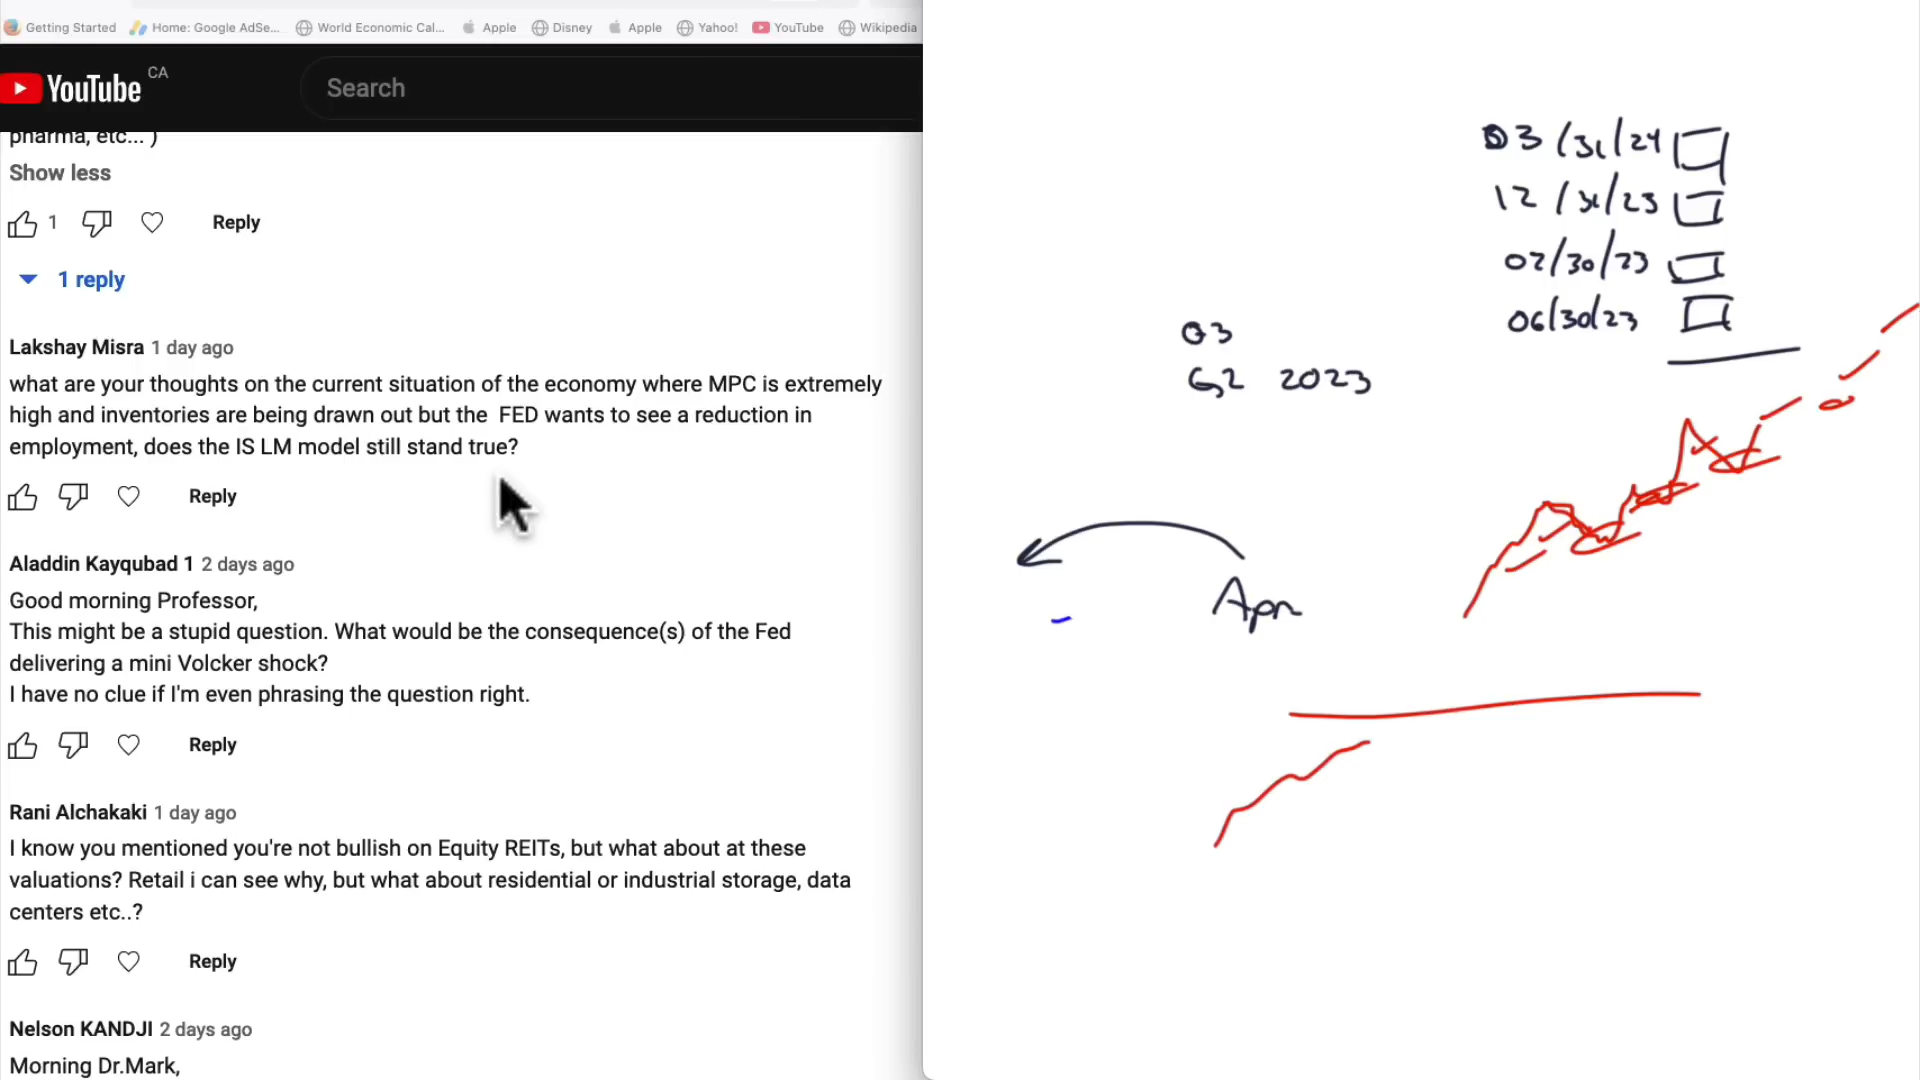 Getting Started Home: Google AdSe... World Economic Cal... Apple Disney Apple Yahoo! YouTube Wikipedia
YouTube CA Search
pharma, etc... )
Show less
1 Reply
1 reply
Lakshay Misra 1 day ago
what are your thoughts on the current situation of the economy where MPC is extremely
high and inventories are being drawn out but the FED wants to see a reduction in
employment, does the IS LM model still stand true?
Reply
Aladdin Kayqubad 1 2 days ago
Good morning Professor,
This might be a stupid question. What would be the consequence(s) of the Fed
delivering a mini Volcker shock?
I have no clue if I'm even phrasing the question right.
Reply
Rani Alchakaki 1 day ago
I know you mentioned you're not bullish on Equity REITs, but what about at these
valuations? Retail i can see why, but what about residential or industrial storage, data
centers etc..?
Reply
Nelson KANDJI 2 days ago
Morning Dr.Mark,
03/31/24
12/31/23
02/30/23
06/30/23
Q3
Q2 2023
Apr